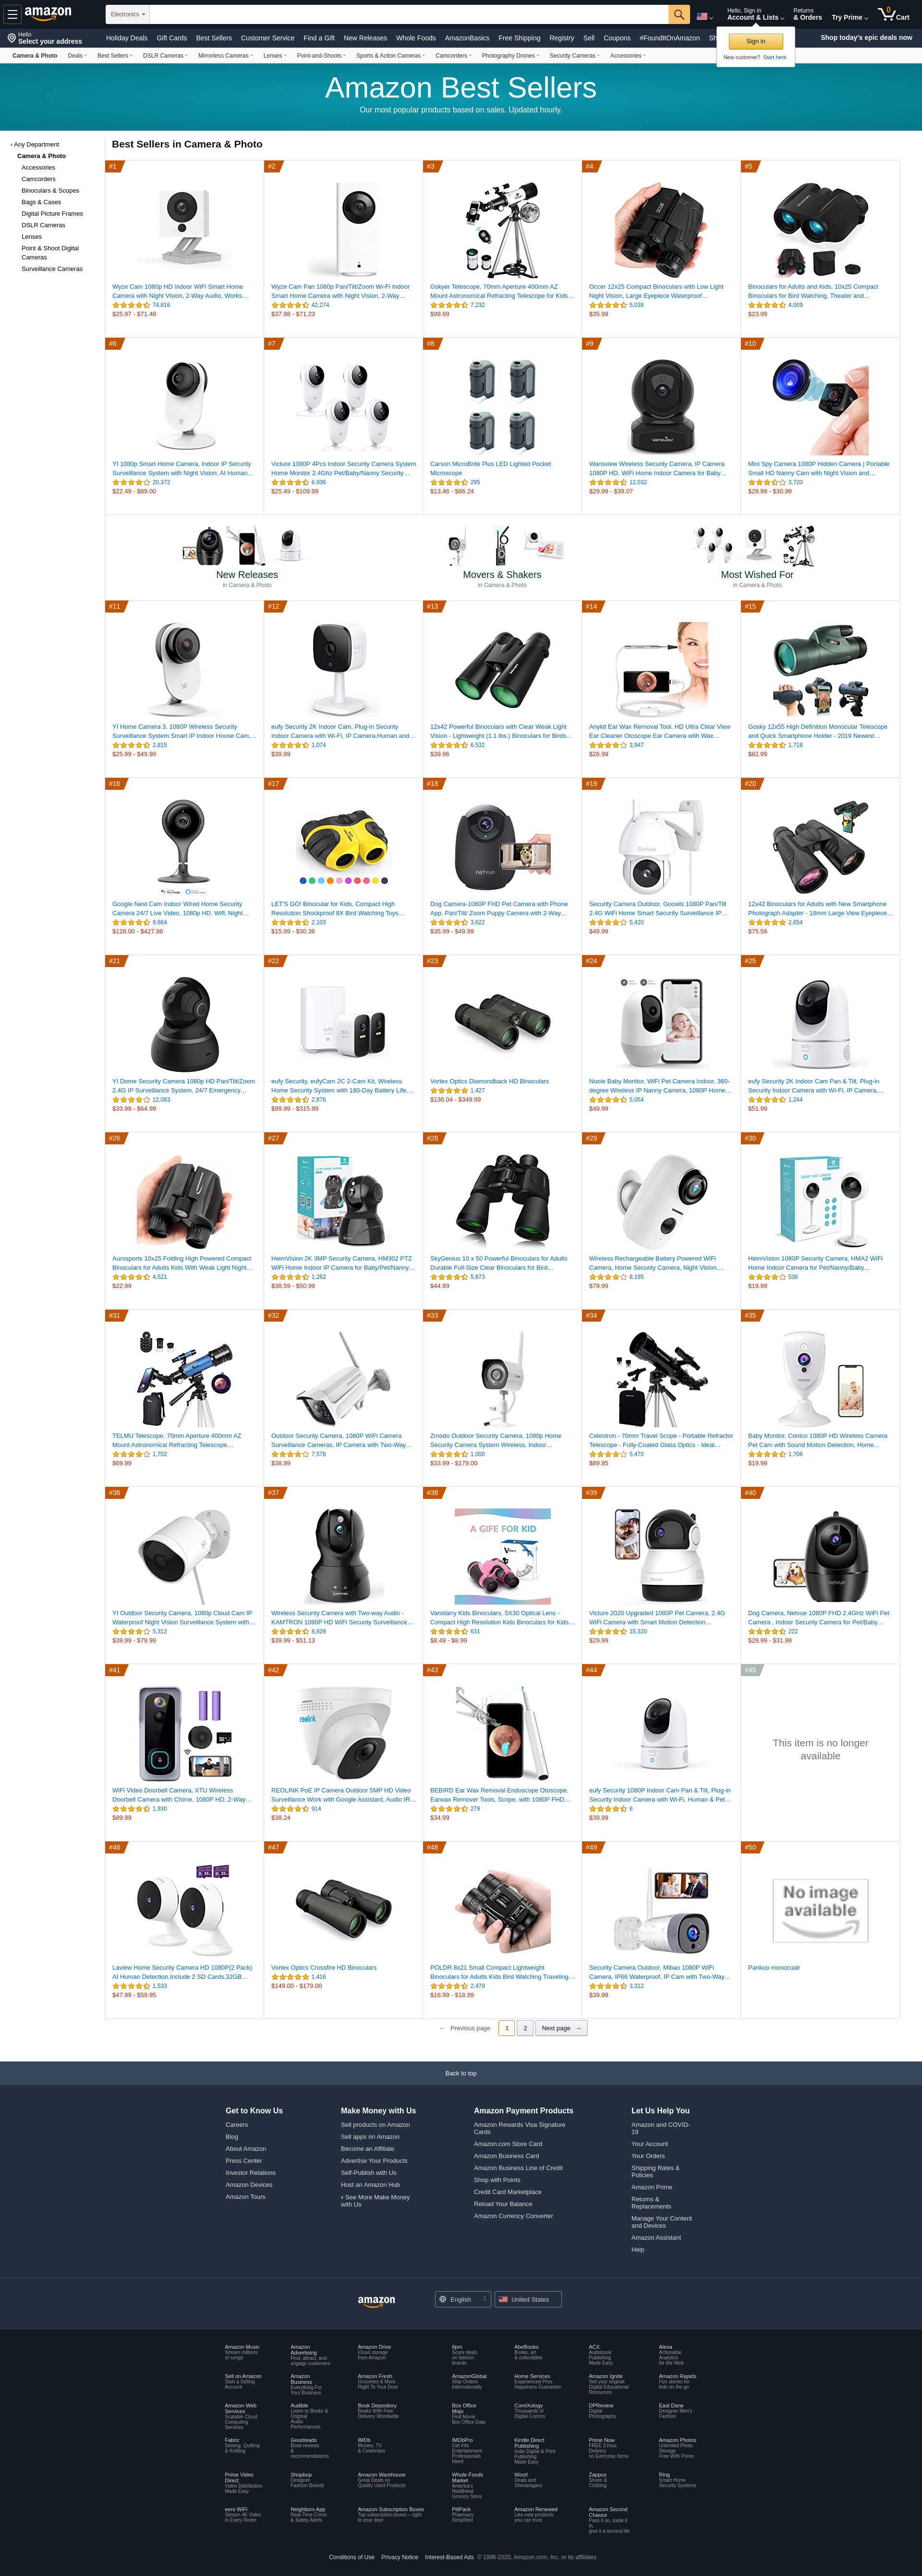 amazon
Electronics
Hello, Sign in
Account & Lists
Returns
& Orders
Try Prime
0
Cart
Hello
Select your address
Holiday Deals
Gift Cards
Best Sellers
Customer Service
Find a Gift
New Releases
Whole Foods
AmazonBasics
Free Shipping
Registry
Sell
Coupons
#FoundItOnAmazon
Shop today's epic deals now
Sign in
New customer? Start here.
Camera & Photo
Deals
Best Sellers
DSLR Cameras
Mirrorless Cameras
Lenses
Point-and-Shoots
Sports & Action Cameras
Camcorders
Photography Drones
Security Cameras
Accessories
Amazon Best Sellers
Our most popular products based on sales. Updated hourly.
‹ Any Department
Camera & Photo
Accessories
Camcorders
Binoculars & Scopes
Bags & Cases
Digital Picture Frames
DSLR Cameras
Lenses
Point & Shoot Digital
Cameras
Surveillance Cameras
Best Sellers in Camera & Photo
#1
Wyze Cam 1080p HD Indoor WiFi Smart Home
Camera with Night Vision, 2-Way Audio, Works…
74,816
$25.97 - $71.48
#2
Wyze Cam Pan 1080p Pan/Tilt/Zoom Wi-Fi Indoor
Smart Home Camera with Night Vision, 2-Way…
42,274
$37.98 - $71.23
#3
Gskyer Telescope, 70mm Aperture 400mm AZ
Mount Astronomical Refracting Telescope for Kids…
7,232
$99.99
#4
Occer 12x25 Compact Binoculars with Low Light
Night Vision, Large Eyepiece Waterproof…
5,038
$35.99
#5
Binoculars for Adults and Kids, 10x25 Compact
Binoculars for Bird Watching, Theater and…
4,009
$23.99
#6
YI 1080p Smart Home Camera, Indoor IP Security
Surveillance System with Night Vision, AI Human…
20,372
$22.49 - $89.00
#7
Victure 1080P 4Pcs Indoor Security Camera System
Home Monitor 2.4Ghz Pet/Baby/Nanny Security…
6,936
$25.49 - $109.99
#8
Carson MicroBrite Plus LED Lighted Pocket
Microscope
295
$13.46 - $86.24
#9
Wansview Wireless Security Camera, IP Camera
1080P HD, WiFi Home Indoor Camera for Baby…
12,032
$29.99 - $39.07
#10
Mini Spy Camera 1080P Hidden Camera | Portable
Small HD Nanny Cam with Night Vision and…
3,720
$29.99 - $30.99
New Releases
in Camera & Photo
Movers & Shakers
in Camera & Photo
Most Wished For
in Camera & Photo
#11
YI Home Camera 3, 1080P Wireless Security
Surveillance System Smart IP Indoor House Cam,…
2,815
$25.99 - $49.99
#12
eufy Security 2K Indoor Cam, Plug-in Security
Indoor Camera with Wi-Fi, IP Camera,Human and…
1,074
$39.99
#13
12x42 Powerful Binoculars with Clear Weak Light
Vision - Lightweight (1.1 lbs.) Binoculars for Birds…
6,532
$39.96
#14
Anykit Ear Wax Removal Tool, HD Ultra Clear View
Ear Cleaner Otoscope Ear Camera with Wax…
3,947
$26.99
#15
Gosky 12x55 High Definition Monocular Telescope
and Quick Smartphone Holder - 2019 Newest…
1,718
$82.99
#16
Google Nest Cam Indoor Wired Home Security
Camera 24/7 Live Video, 1080p HD, Wifi, Night…
9,664
$128.00 - $427.98
#17
LET'S GO! Binocular for Kids, Compact High
Resolution Shockproof 8X Bird Watching Toys…
2,103
$15.99 - $30.36
#18
netvue
Dog Camera-1080P FHD Pet Camera with Phone
App, Pan/Tilt/ Zoom Puppy Camera with 2-Way…
3,622
$35.99 - $49.99
#19
Security Camera Outdoor, Goowls 1080P Pan/Tilt
2.4G WiFi Home Smart Security Surveillance IP…
5,420
$49.99
#20
12x42 Binoculars for Adults with New Smartphone
Photograph Adapter - 18mm Large View Eyepiece…
2,654
$75.56
#21
YI Dome Security Camera 1080p HD Pan/Tilt/Zoom
2.4G IP Surveillance System, 24/7 Emergency…
12,063
$33.99 - $64.99
#22
eufy Security, eufyCam 2C 2-Cam Kit, Wireless
Home Security System with 180-Day Battery Life,…
2,876
$99.99 - $315.99
#23
Vortex Optics Diamondback HD Binoculars
1,427
$136.04 - $349.99
#24
Nooie Baby Monitor, WiFi Pet Camera Indoor, 360-
degree Wireless IP Nanny Camera, 1080P Home…
5,054
$49.99
#25
eufy Security 2K Indoor Cam Pan & Tilt, Plug-in
Security Indoor Camera with Wi-Fi, IP Camera,…
1,244
$51.99
#26
Aurosports 10x25 Folding High Powered Compact
Binoculars for Adults Kids With Weak Light Night…
4,521
$22.99
#27
HeimVision 2K 3MP Security Camera, HM302 PTZ
WiFi Home Indoor IP Camera for Baby/Pet/Nanny…
1,262
$38.59 - $50.99
#28
SkyGenius 10 x 50 Powerful Binoculars for Adults
Durable Full-Size Clear Binoculars for Bird…
5,873
$44.99
#29
Wireless Rechargeable Battery Powered WiFi
Camera, Home Security Camera, Night Vision,…
8,195
$79.99
#30
HeimVision 1080P Security Camera, HMA2 WiFi
Home Indoor Camera for Pet/Nanny/Baby…
536
$19.99
#31
TELMU Telescope, 70mm Aperture 400mm AZ
Mount Astronomical Refracting Telescope…
1,702
$69.99
#32
Outdoor Security Camera, 1080P WiFi Camera
Surveillance Cameras, IP Camera with Two-Way…
7,578
$38.99
#33
Zmodo Outdoor Security Camera, 1080p Home
Security Camera System Wireless, Indoor…
1,000
$33.99 - $179.00
#34
Celestron - 70mm Travel Scope - Portable Refractor
Telescope - Fully-Coated Glass Optics - Ideal…
5,470
$89.95
#35
Baby Monitor, Conico 1080P HD Wireless Camera
Pet Cam with Sound Motion Detection, Home…
1,706
$19.99
#36
YI Outdoor Security Camera, 1080p Cloud Cam IP
Waterproof Night Vision Surveillance System with…
5,312
$39.99 - $79.99
#37
Wireless Security Camera with Two-way Audio -
KAMTRON 1080P HD WiFi Security Surveillance…
8,828
$39.99 - $51.13
#38
A GIFE FOR KID
Vanstarry Kids Binoculars, 5X30 Optical Lens -
Compact High Resolution Kids Binoculars for Kids…
631
$8.49 - $8.99
#39
Victure 2020 Upgraded 1080P Pet Camera, 2.4G
WiFi Camera with Smart Motion Detection…
15,320
$29.99
#40
netvue
Dog Camera, Netvue 1080P FHD 2.4GHz WiFi Pet
Camera , Indoor Security Camera for Pet/Baby…
222
$29.99 - $31.99
#41
WiFi Video Doorbell Camera, XTU Wireless
Doorbell Camera with Chime, 1080P HD, 2-Way…
1,930
$89.99
#42
reolink
REOLINK PoE IP Camera Outdoor 5MP HD Video
Surveillance Work with Google Assistant, Audio IR…
914
$38.24
#43
BEBIRD Ear Wax Removal Endoscope Otoscope,
Earwax Remover Tools, Scope, with 1080P FHD…
279
$34.99
#44
eufy Security 1080P Indoor Cam Pan & Tilt, Plug-in
Security Indoor Camera with Wi-Fi, Human & Pet…
6
$39.99
#45
This item is no longer
available
#46
Laview Home Security Camera HD 1080P(2 Pack)
AI Human Detection,Include 2 SD Cards,32GB…
1,533
$47.99 - $59.95
#47
Vortex Optics Crossfire HD Binoculars
1,416
$149.00 - $179.00
#48
POLDR 8x21 Small Compact Lightweight
Binoculars for Adults Kids Bird Watching Traveling…
2,479
$16.99 - $18.99
#49
Security Camera Outdoor, Mibao 1080P WiFi
Camera, IP66 Waterproof, IP Cam with Two-Way…
3,312
$39.99
#50
No image
available
Pankoo monocualr
← Previous page
1
2
Next page →
Back to top
Get to Know Us
Careers
Blog
About Amazon
Press Center
Investor Relations
Amazon Devices
Amazon Tours
Make Money with Us
Sell products on Amazon
Sell apps on Amazon
Become an Affiliate
Advertise Your Products
Self-Publish with Us
Host an Amazon Hub
› See More Make Money
with Us
Amazon Payment Products
Amazon Rewards Visa Signature
Cards
Amazon.com Store Card
Amazon Business Card
Amazon Business Line of Credit
Shop with Points
Credit Card Marketplace
Reload Your Balance
Amazon Currency Converter
Let Us Help You
Amazon and COVID-
19
Your Account
Your Orders
Shipping Rates &
Policies
Amazon Prime
Returns &
Replacements
Manage Your Content
and Devices
Amazon Assistant
Help
amazon
English
United States
Amazon Music
Stream millions
of songs
Amazon
Advertising
Find, attract, and
engage customers
Amazon Drive
Cloud storage
from Amazon
6pm
Score deals
on fashion
brands
AbeBooks
Books, art
& collectibles
ACX
Audiobook
Publishing
Made Easy
Alexa
Actionable
Analytics
for the Web
Sell on Amazon
Start a Selling
Account
Amazon
Business
Everything For
Your Business
Amazon Fresh
Groceries & More
Right To Your Door
AmazonGlobal
Ship Orders
Internationally
Home Services
Experienced Pros
Happiness Guarantee
Amazon Ignite
Sell your original
Digital Educational
Resources
Amazon Rapids
Fun stories for
kids on the go
Amazon Web
Services
Scalable Cloud
Computing
Services
Audible
Listen to Books &
Original
Audio
Performances
Book Depository
Books With Free
Delivery Worldwide
Box Office
Mojo
Find Movie
Box Office Data
ComiXology
Thousands of
Digital Comics
DPReview
Digital
Photography
East Dane
Designer Men's
Fashion
Fabric
Sewing, Quilting
& Knitting
Goodreads
Book reviews
&
recommendations
IMDb
Movies, TV
& Celebrities
IMDbPro
Get Info
Entertainment
Professionals
Need
Kindle Direct
Publishing
Indie Digital & Print
Publishing
Made Easy
Prime Now
FREE 2-hour
Delivery
on Everyday Items
Amazon Photos
Unlimited Photo
Storage
Free With Prime
Prime Video
Direct
Video Distribution
Made Easy
Shopbop
Designer
Fashion Brands
Amazon Warehouse
Great Deals on
Quality Used Products
Whole Foods
Market
America's
Healthiest
Grocery Store
Woot!
Deals and
Shenanigans
Zappos
Shoes &
Clothing
Ring
Smart Home
Security Systems
eero WiFi
Stream 4K Video
in Every Room
Neighbors App
Real-Time Crime
& Safety Alerts
Amazon Subscription Boxes
Top subscription boxes – right
to your door
PillPack
Pharmacy
Simplified
Amazon Renewed
Like-new products
you can trust
Amazon Second
Chance
Pass it on, trade it
in,
give it a second life
Conditions of Use
Privacy Notice
Interest-Based Ads
© 1996-2020, Amazon.com, Inc. or its affiliates